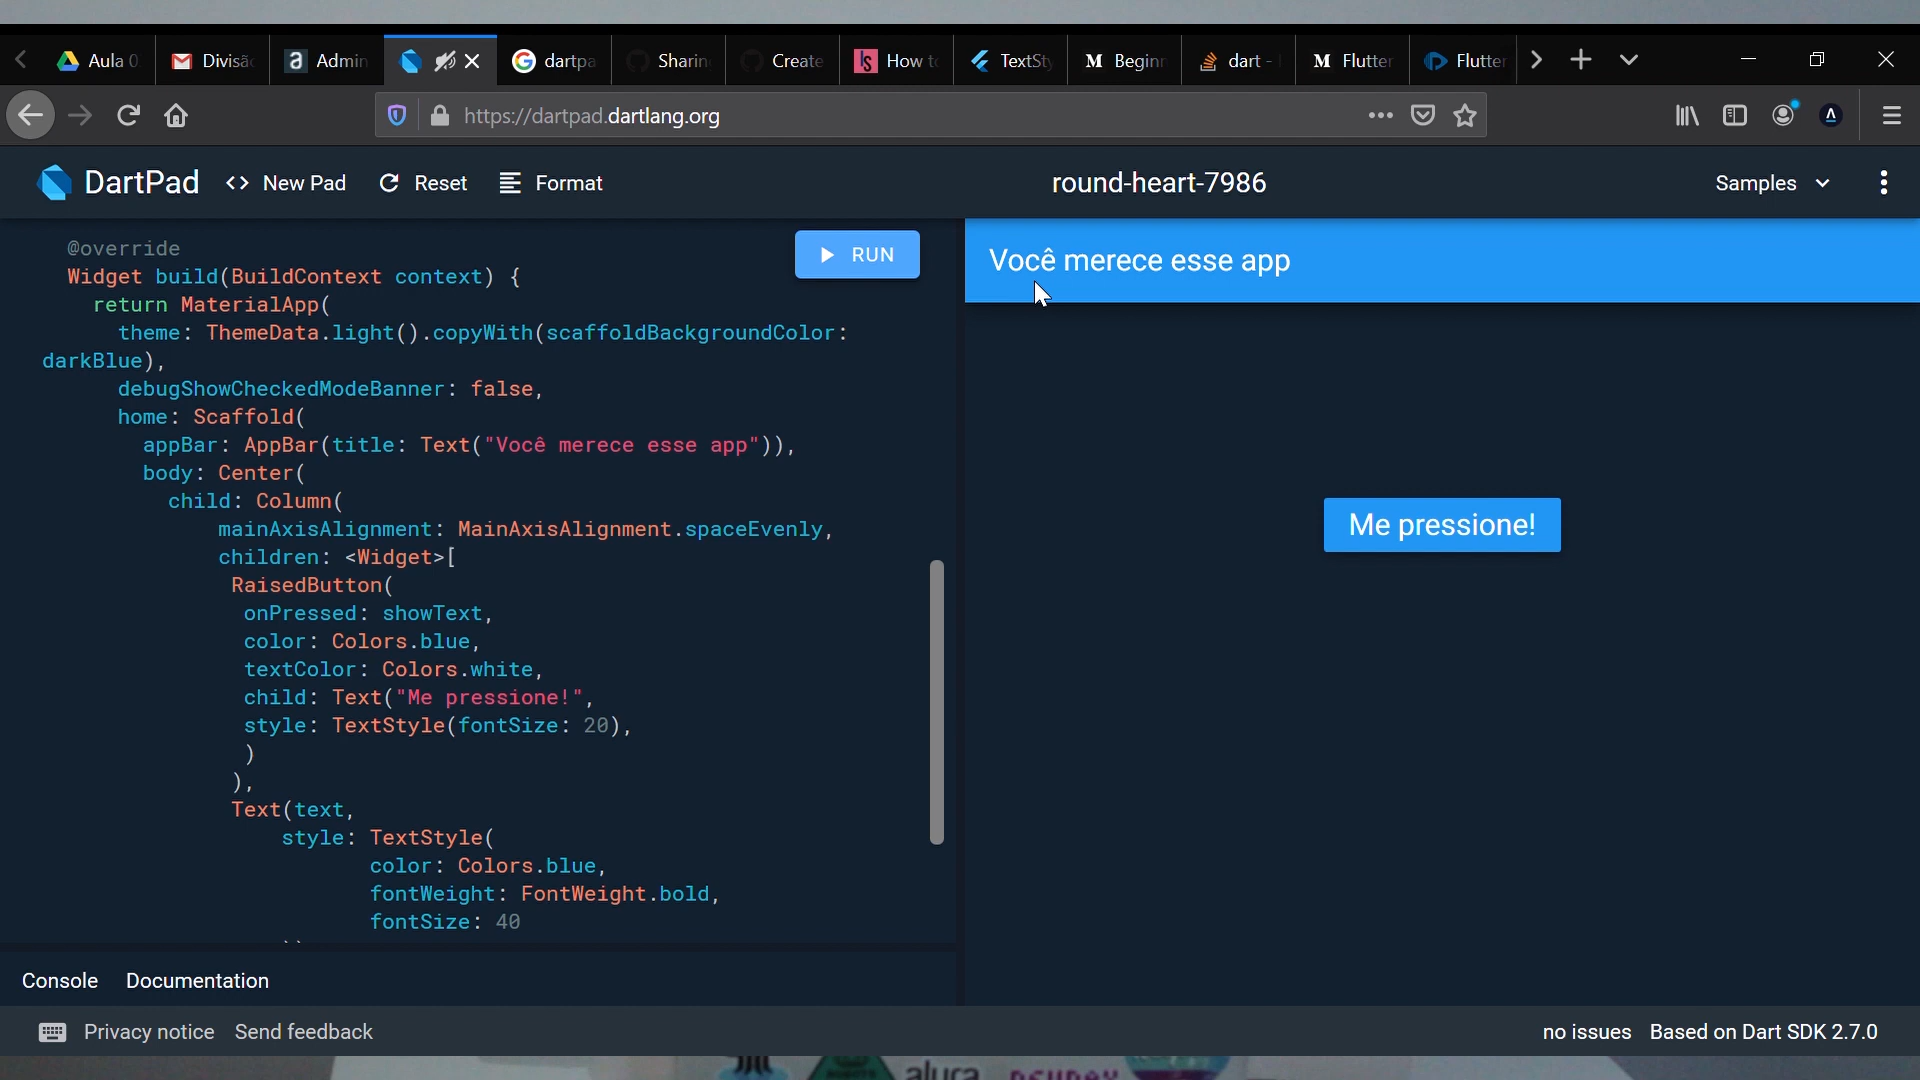 Aula 0
Divisã
Admin
dartpa
Sharin
Create
How to
TextSty
Beginn
dart -
Flutter
Flutter
https://dartpad.dartlang.org
DartPad
<> New Pad
Reset
Format
round-heart-7986
Samples
@override
Widget build(BuildContext context) {
return MaterialApp(
theme: ThemeData.light().copyWith(scaffoldBackgroundColor:
darkBlue),
debugShowCheckedModeBanner: false,
home: Scaffold(
appBar: AppBar(title: Text("Você merece esse app")),
body: Center(
child: Column(
mainAxisAlignment: MainAxisAlignment.spaceEvenly,
children: <Widget>[
RaisedButton(
onPressed: showText,
color: Colors.blue,
textColor: Colors.white,
child: Text("Me pressione!",
style: TextStyle(fontSize: 20),
)
),
Text(text,
style: TextStyle(
color: Colors.blue,
fontWeight: FontWeight.bold,
fontSize: 40
RUN
Você merece esse app
Me pressione!
Console
Documentation
Privacy notice
Send feedback
no issues
Based on Dart SDK 2.7.0
alura